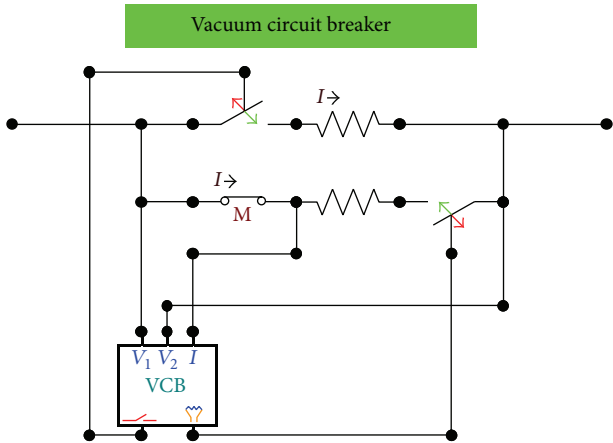 Vacuum circuit breaker
I→
I→
M
V₁ V₂ I
VCB